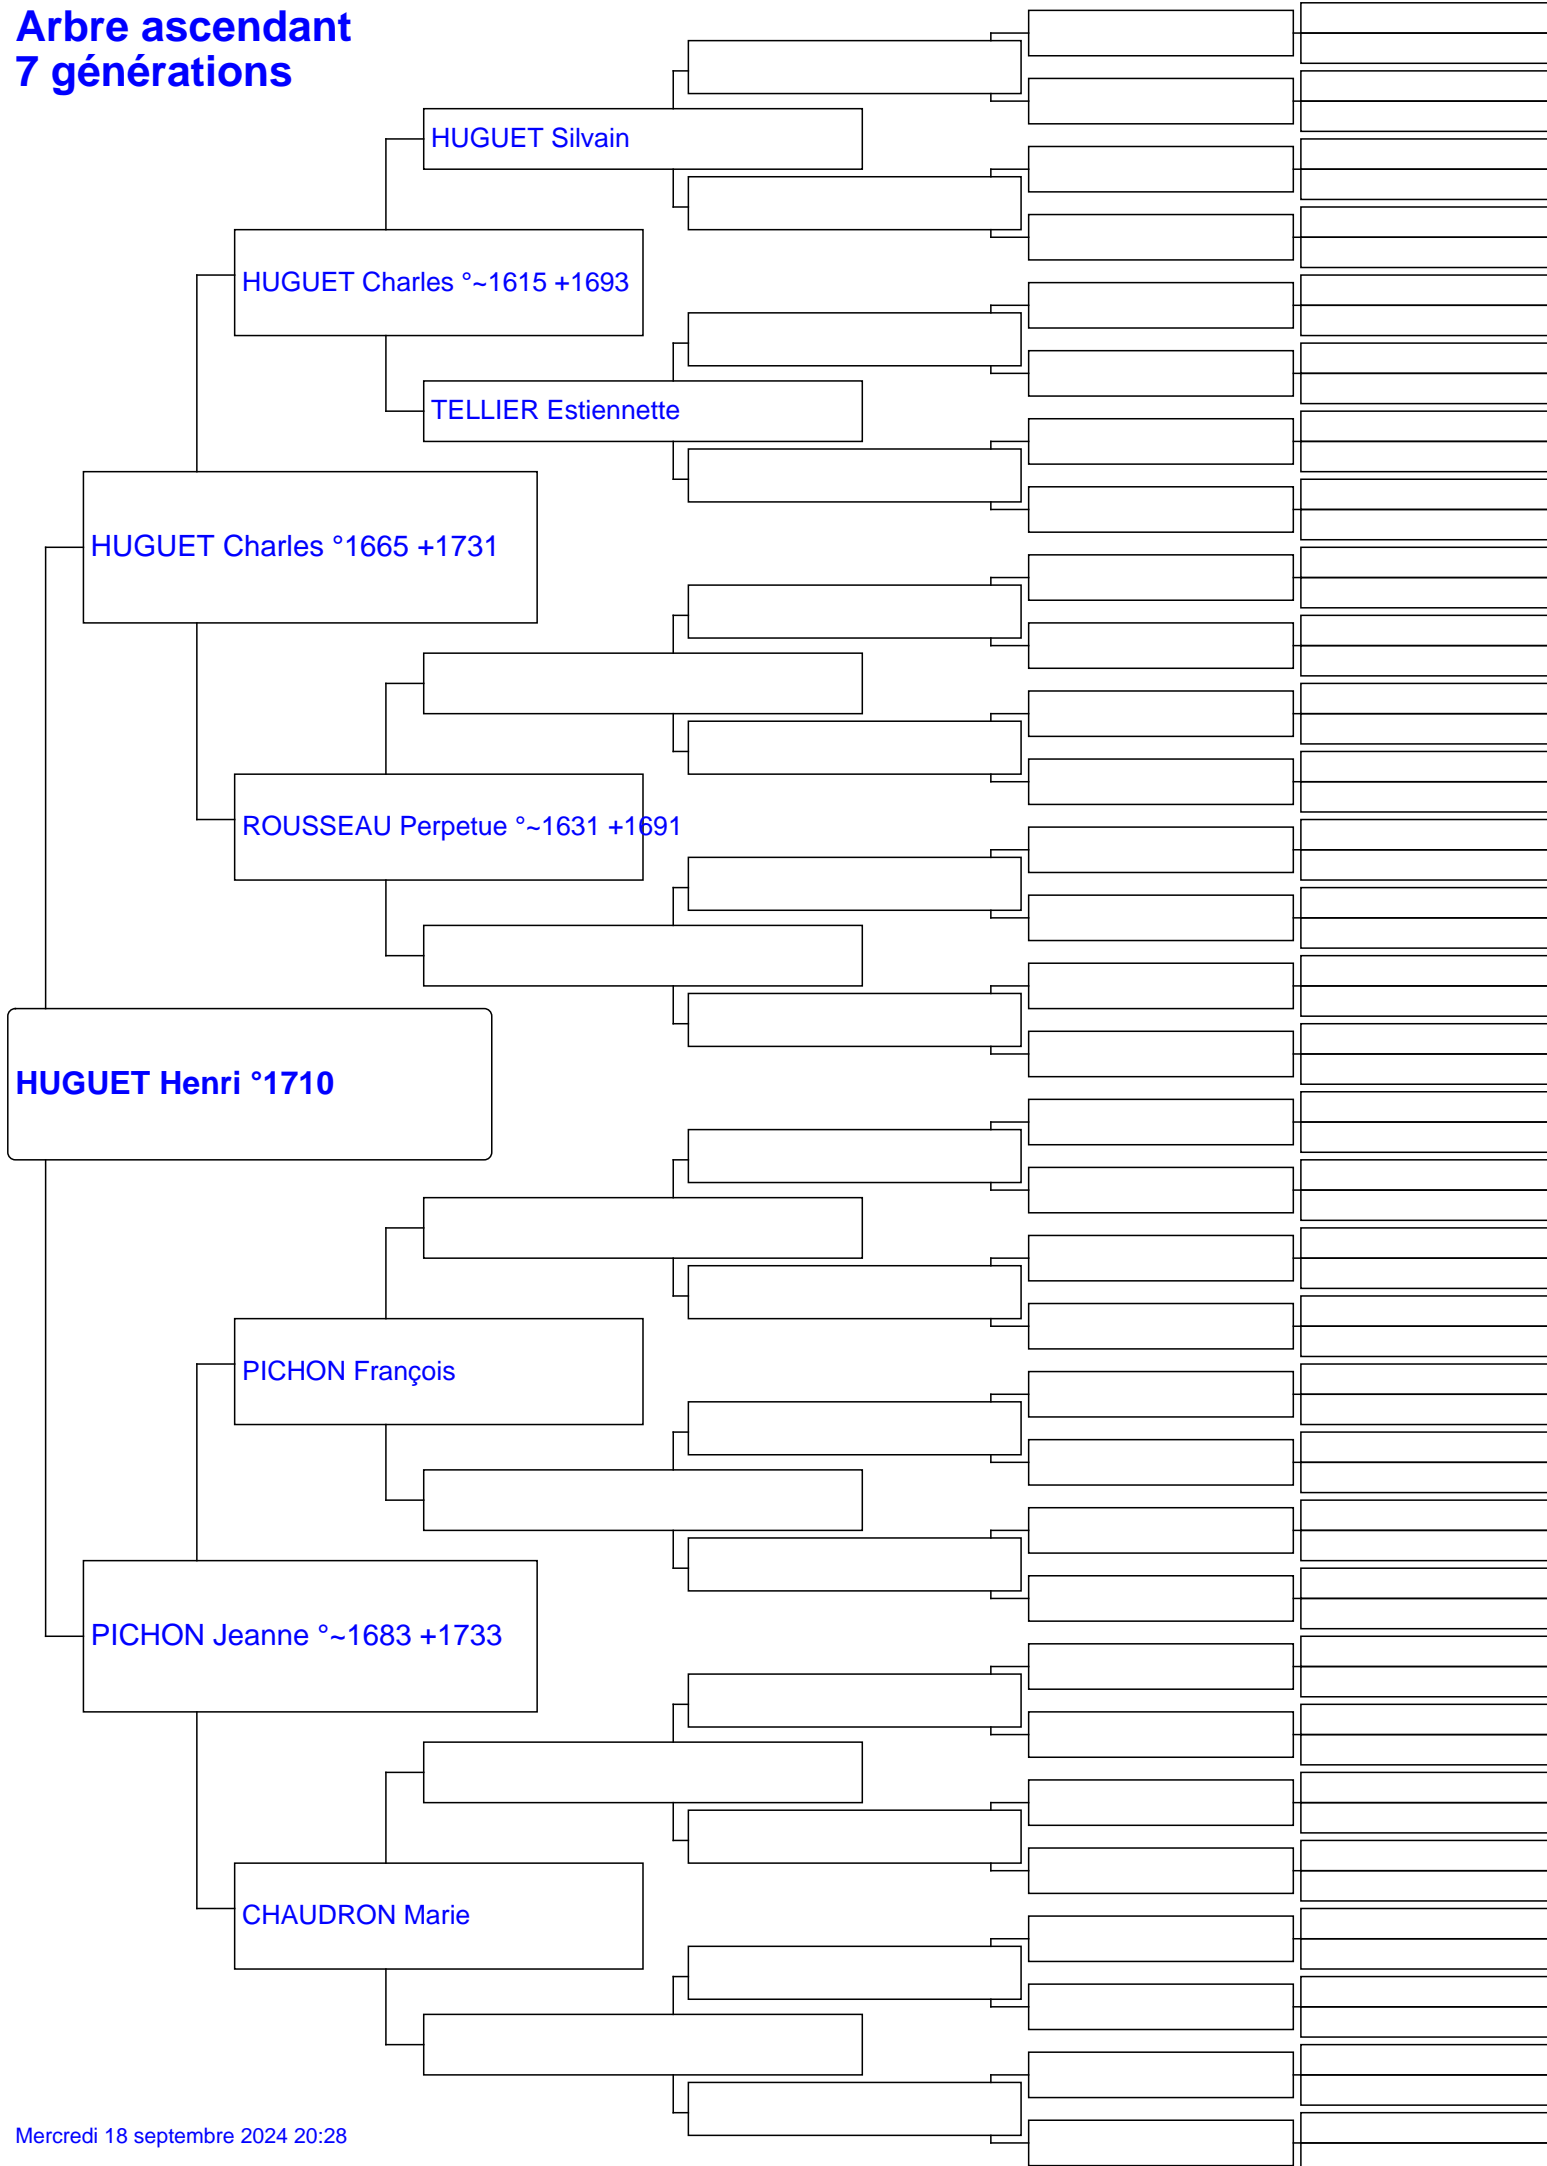 Arbre ascendant
7 générations
HUGUET Silvain
HUGUET Charles °~1615 +1693
TELLIER Estiennette
HUGUET Charles °1665 +1731
ROUSSEAU Perpetue °~1631 +1691
HUGUET Henri °1710
PICHON François
PICHON Jeanne °~1683 +1733
CHAUDRON Marie
Mercredi 18 septembre 2024 20:28